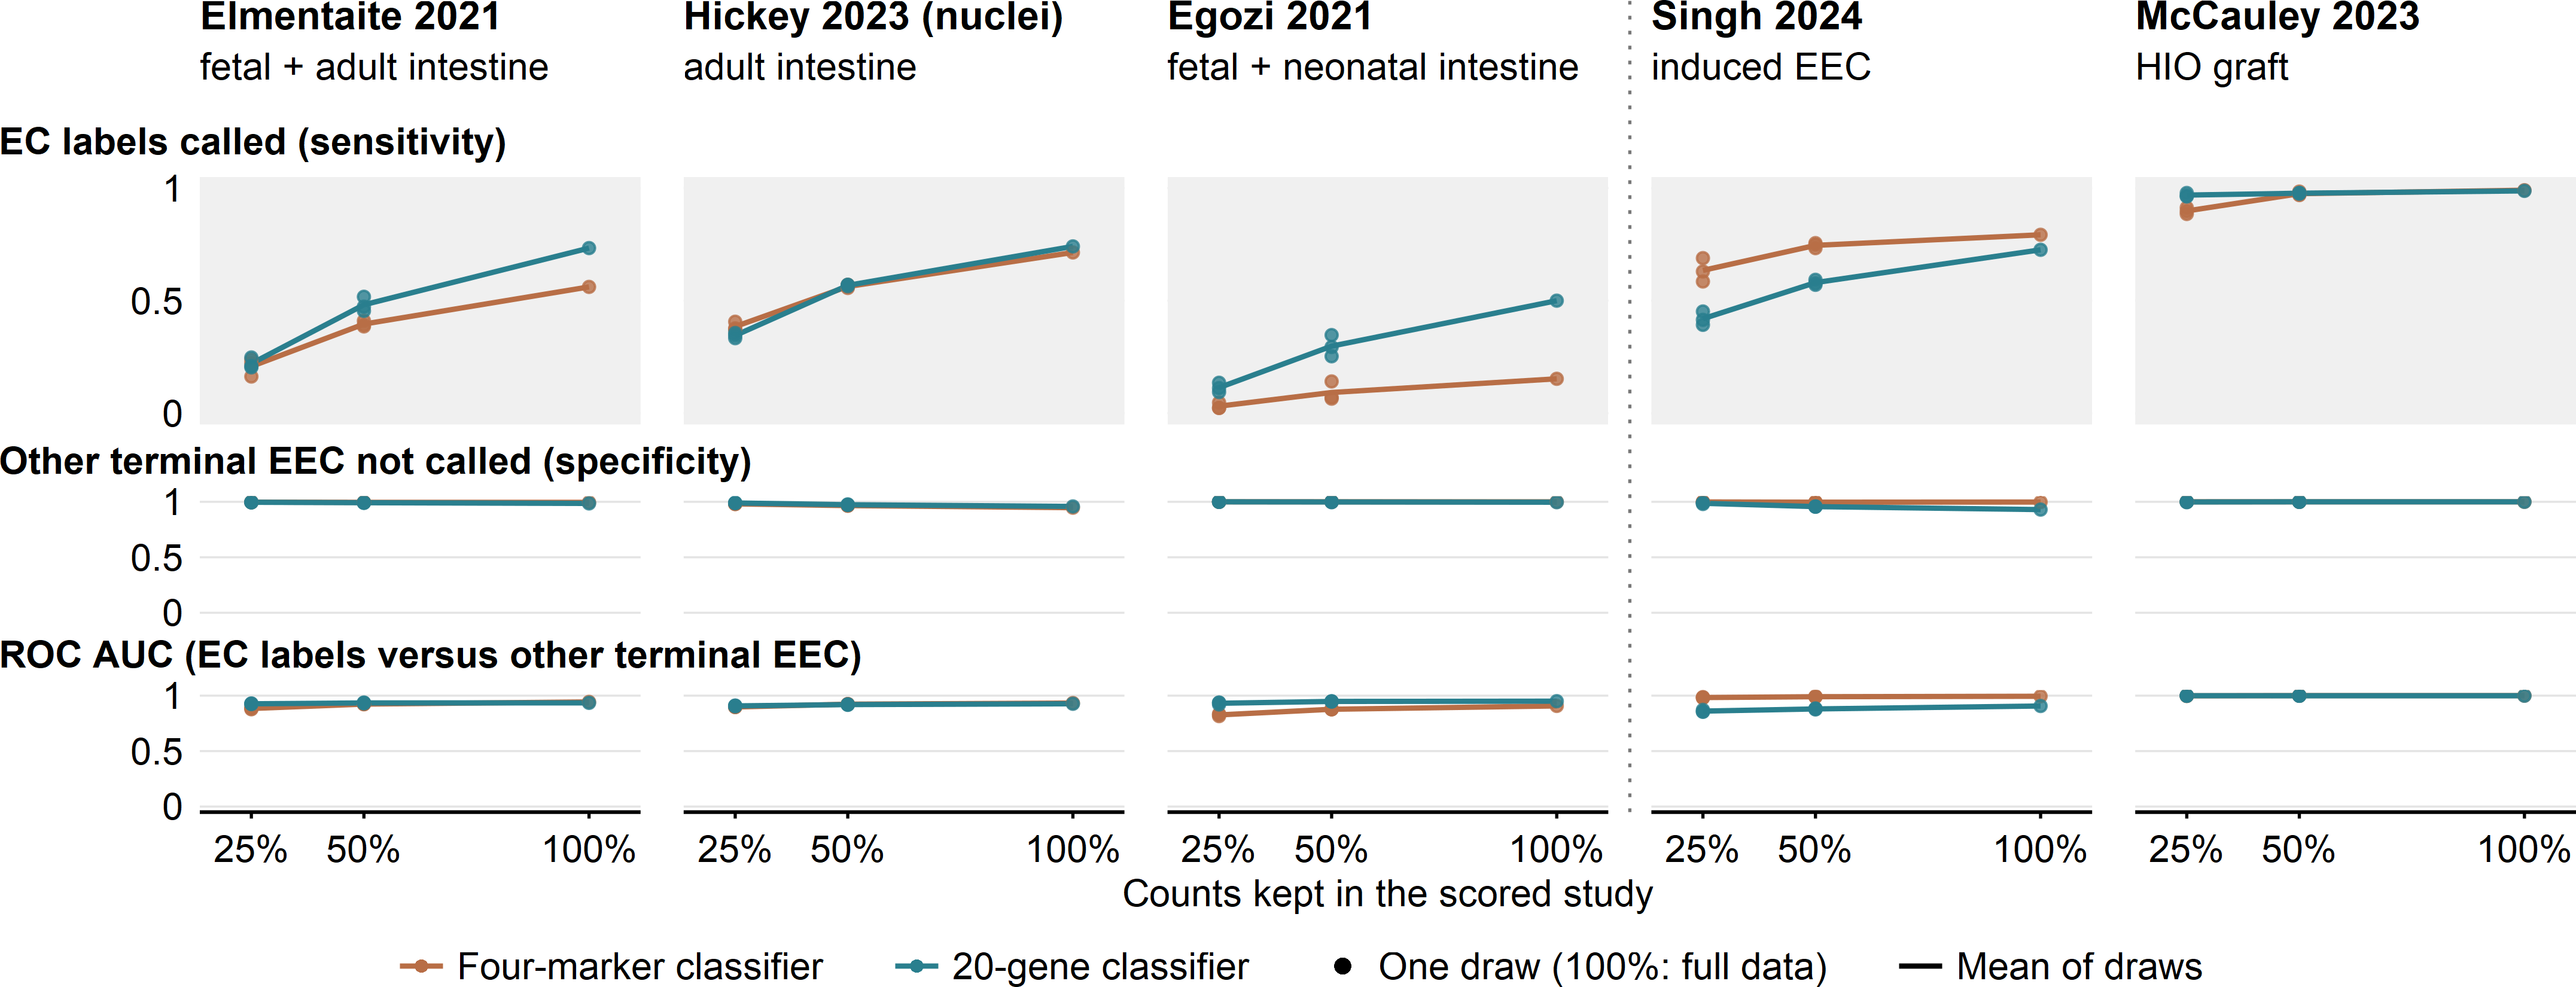 Elmentaite 2021
fetal + adult intestine
Hickey 2023 (nuclei)
adult intestine
Egozi 2021
fetal + neonatal intestine
Singh 2024
induced EEC
McCauley 2023
HIO graft
EC labels called (sensitivity)
1
0.5
0
Other terminal EEC not called (specificity)
1
0.5
0
ROC AUC (EC labels versus other terminal EEC)
1
0.5
0
25% 50% 100%
25% 50% 100%
25% 50% 100%
25% 50% 100%
25% 50% 100%
Counts kept in the scored study
Four-marker classifier
20-gene classifier
One draw (100%: full data)
Mean of draws